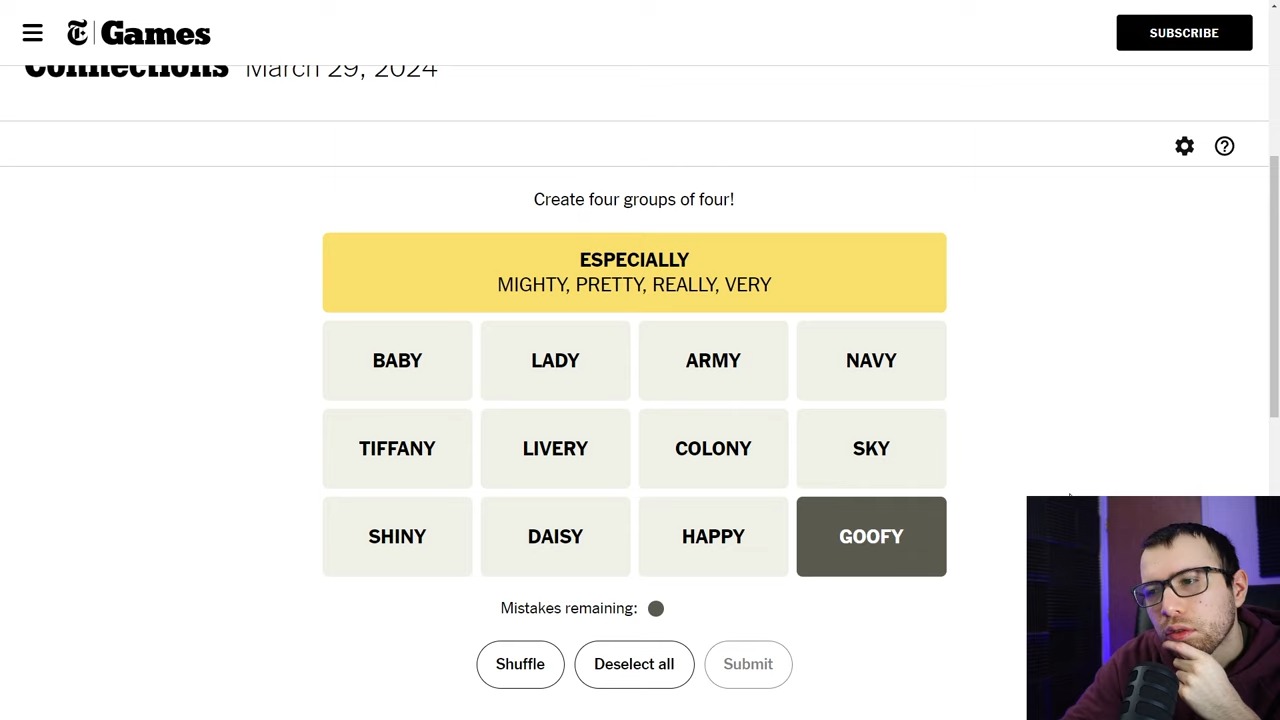 Games
SUBSCRIBE
Connections March 29, 2024
Create four groups of four!
ESPECIALLY
MIGHTY, PRETTY, REALLY, VERY
BABY LADY ARMY NAVY
TIFFANY LIVERY COLONY SKY
SHINY DAISY HAPPY GOOFY
Mistakes remaining:
Shuffle Deselect all Submit